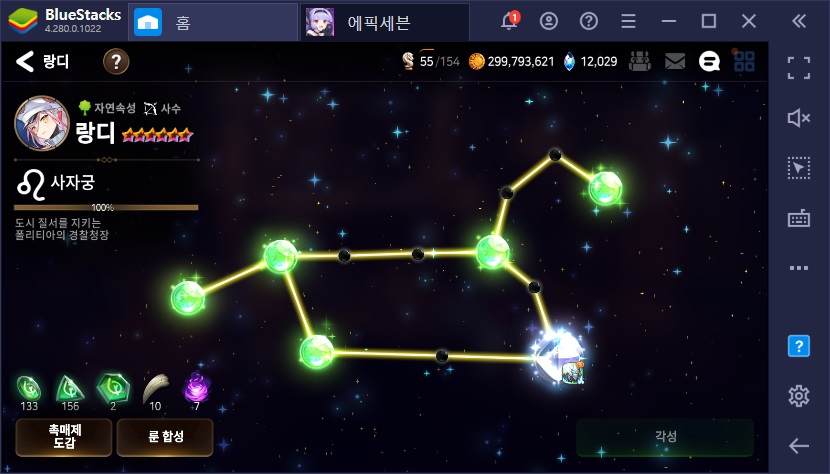 BlueStacks
4.280.0.1022
홈
에픽세븐
1
랑디
?
55/154
299,793,621
12,029
자연속성
사수
랑디
사자궁
100%
도시 질서를 지키는
폴리티아의 경찰청장
133
156
2
10
7
촉매제
도감
룬 합성
각성
?